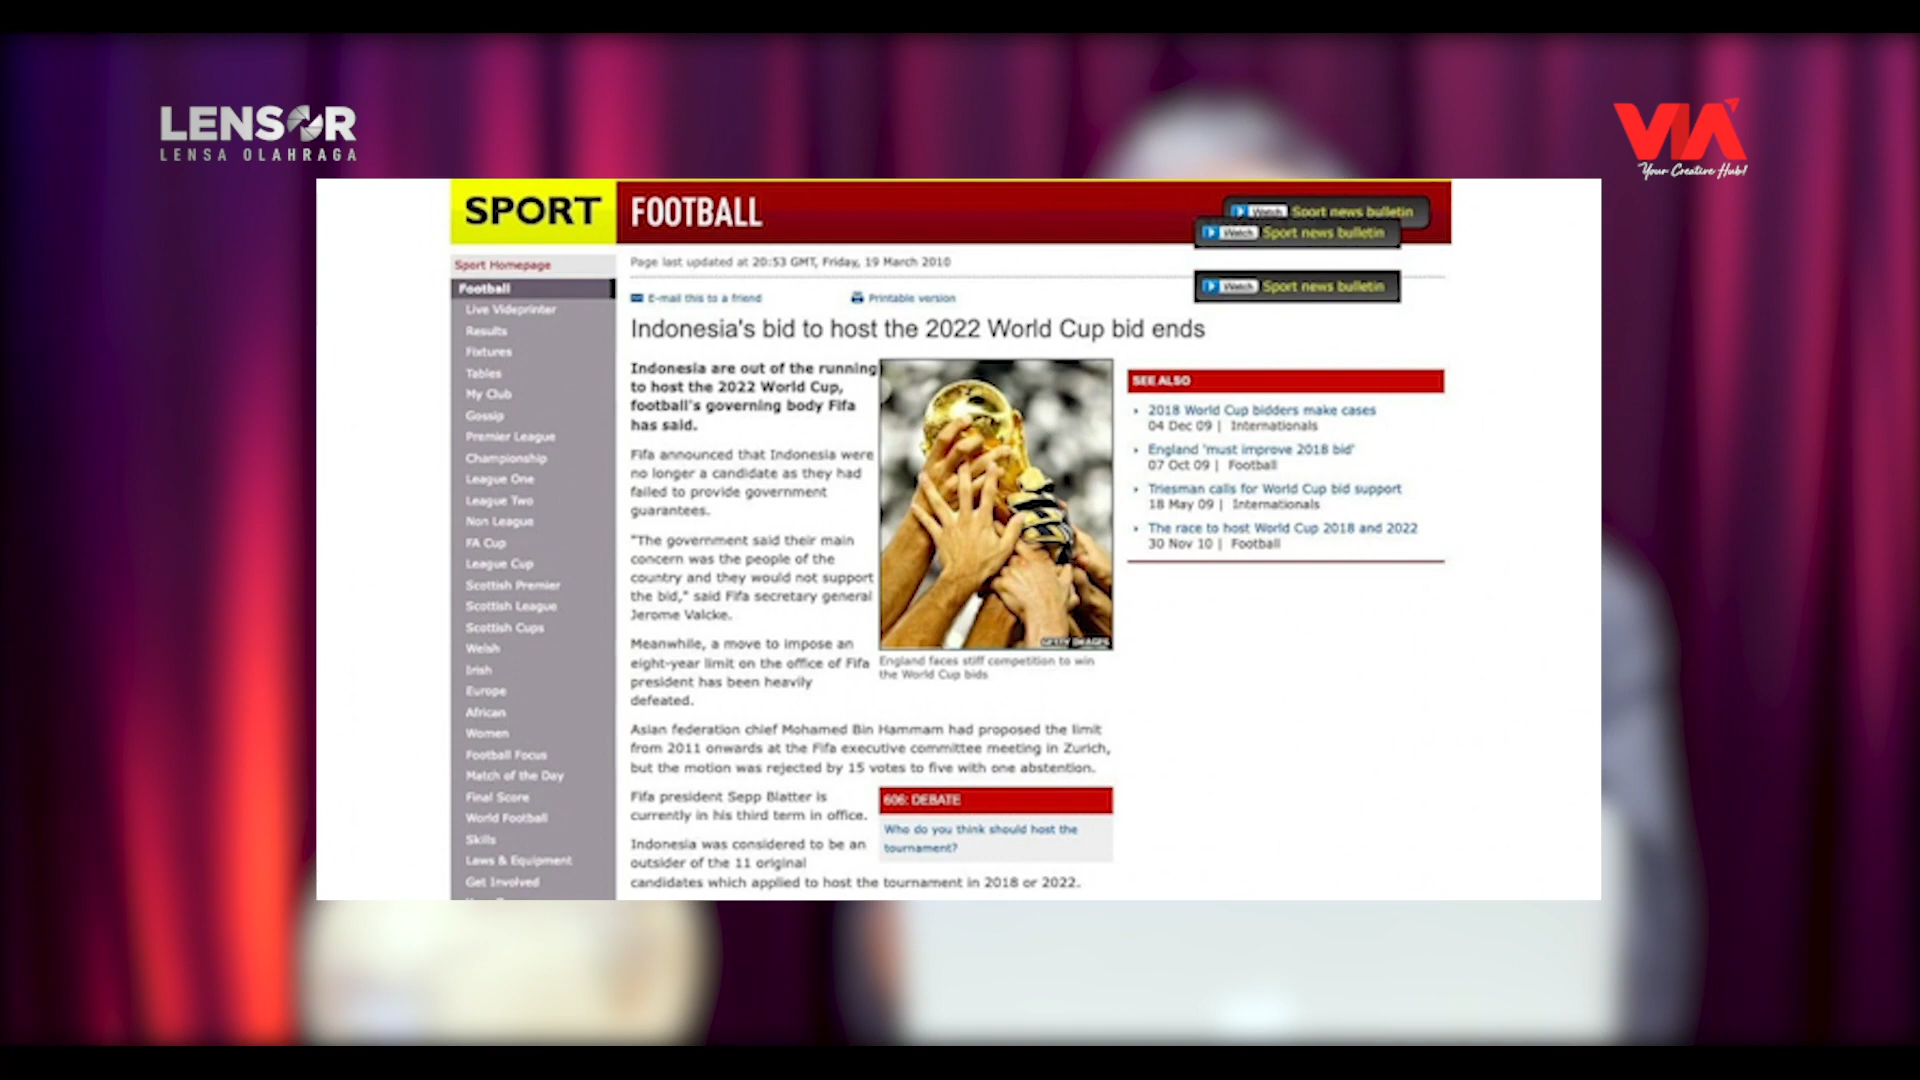 LENSOR
LENSA OLAHRAGA
VIA
Your Creative Hub!
SPORT
FOOTBALL
Watch Sport news bulletin
Watch Sport news bulletin
Watch Sport news bulletin
Page last updated at 20:53 GMT, Friday, 19 March 2010
E-mail this to a friend
Printable version
Indonesia's bid to host the 2022 World Cup bid ends
Sport Homepage
Football
Live Videprinter
Results
Fixtures
Tables
My Club
Gossip
Premier League
Championship
League One
League Two
Non League
FA Cup
League Cup
Scottish Premier
Scottish League
Scottish Cups
Welsh
Irish
Europe
African
Women
Football Focus
Match of the Day
Final Score
World Football
Skills
Laws & Equipment
Get Involved
Indonesia are out of the running
to host the 2022 World Cup,
football's governing body Fifa
has said.
Fifa announced that Indonesia were
no longer a candidate as they had
failed to provide government
guarantees.
"The government said their main
concern was the people of the
country and they would not support
the bid," said Fifa secretary general
Jerome Valcke.
Meanwhile, a move to impose an
eight-year limit on the office of Fifa
president has been heavily
defeated.
GETTY IMAGES
England faces stiff competition to win
the World Cup bids
Asian federation chief Mohamed Bin Hammam had proposed the limit
from 2011 onwards at the Fifa executive committee meeting in Zurich,
but the motion was rejected by 15 votes to five with one abstention.
Fifa president Sepp Blatter is
currently in his third term in office.
Indonesia was considered to be an
outsider of the 11 original
candidates which applied to host the tournament in 2018 or 2022.
606: DEBATE
Who do you think should host the
tournament?
SEE ALSO
2018 World Cup bidders make cases
04 Dec 09 | Internationals
England 'must improve 2018 bid'
07 Oct 09 | Football
Triesman calls for World Cup bid support
18 May 09 | Internationals
The race to host World Cup 2018 and 2022
30 Nov 10 | Football